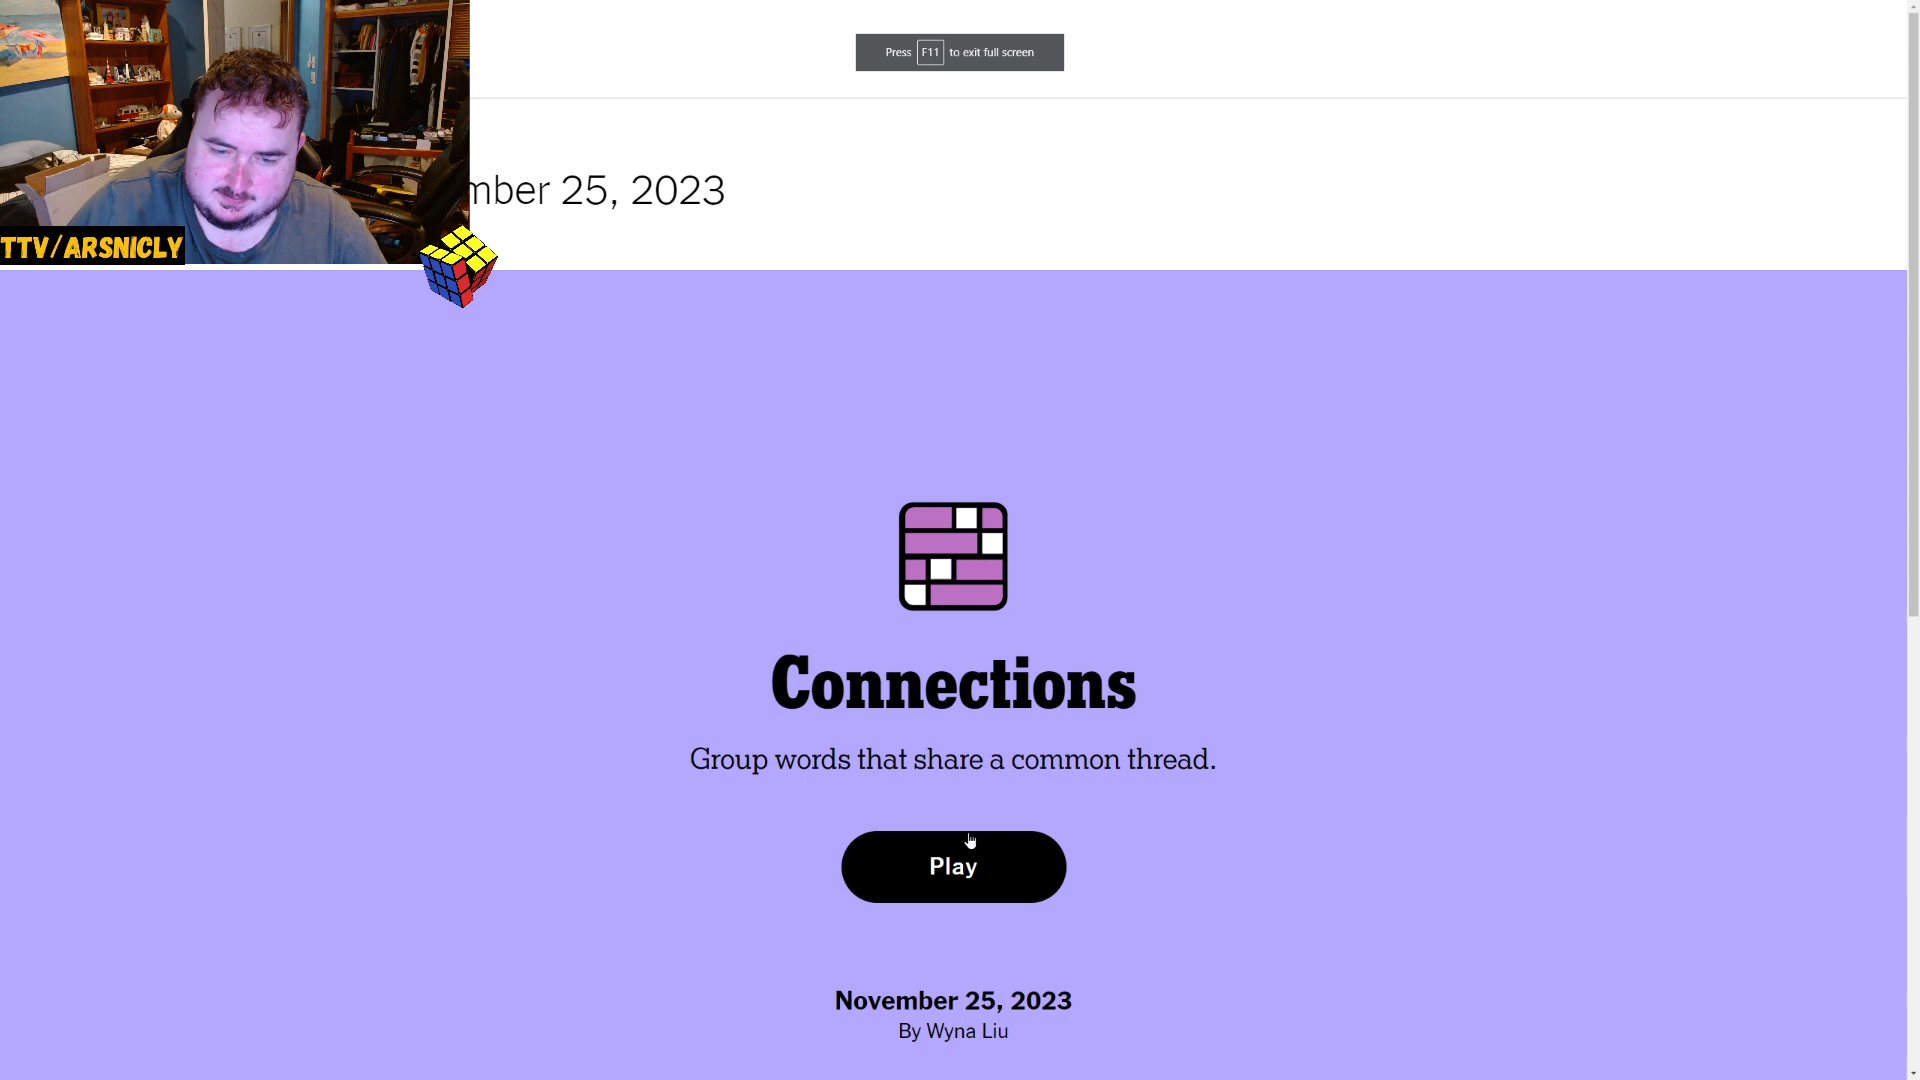 Press F11 to exit full screen
mber 25, 2023
TTV/ARSNICLY
Connections
Group words that share a common thread.
Play
November 25, 2023
By Wyna Liu